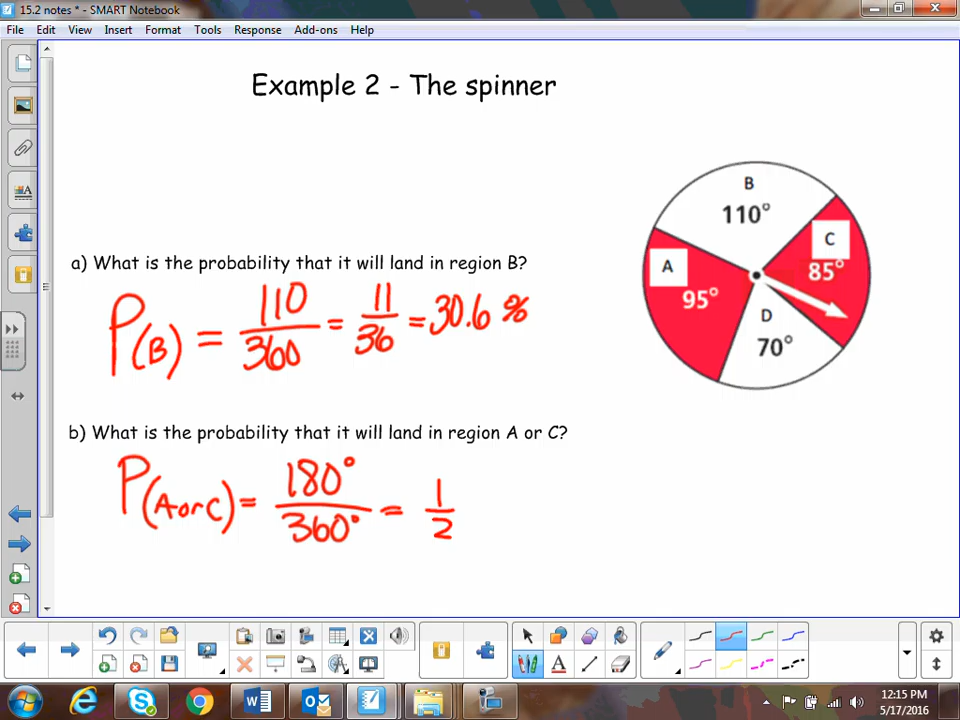 15.2 notes * - SMART Notebook
File Edit View Insert Format Tools Response Add-ons Help
Example 2 - The spinner
B
110°
C
85°
A
95°
D
70°
a) What is the probability that it will land in region B?
P(B) = 110/360 = 11/36 = 30.6 %
b) What is the probability that it will land in region A or C?
P(A or C) = 180°/360° = 1/2
12:15 PM
5/17/2016